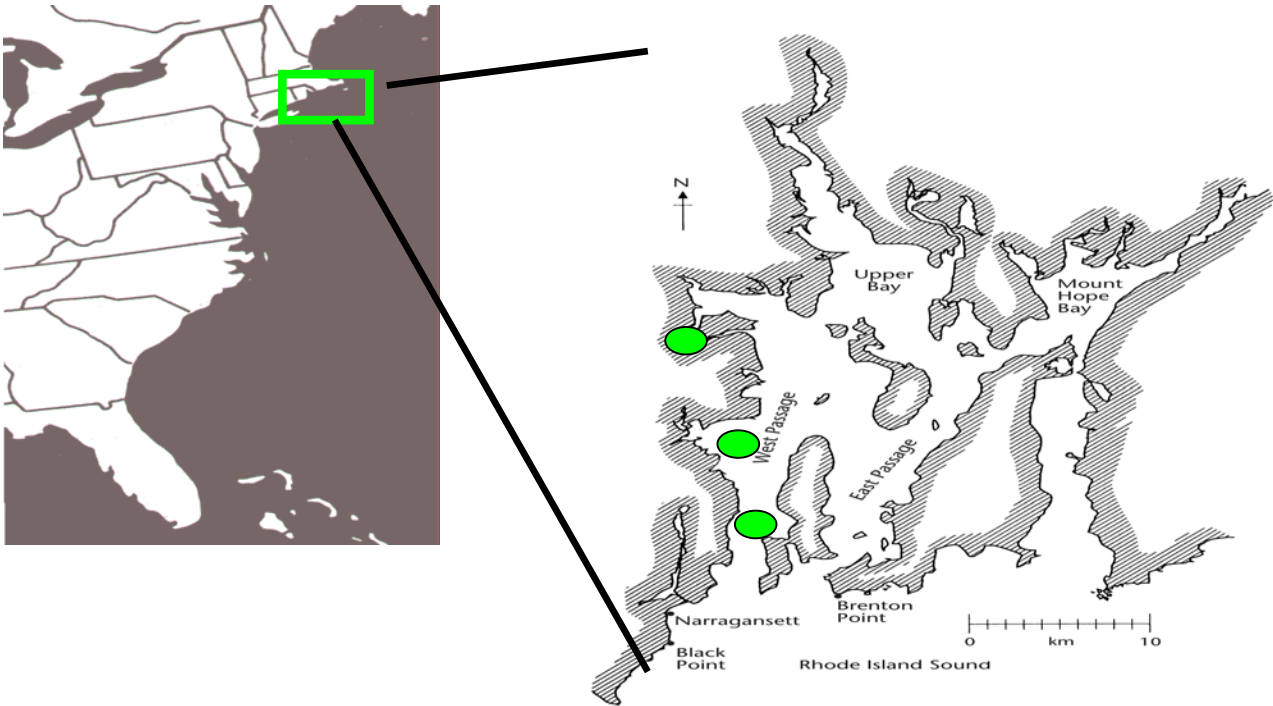 N
Upper
Bay
Mount
Hope
Bay
West Passage
East Passage
Brenton
Point
Narragansett
Black
Point
Rhode Island Sound
0 km 10